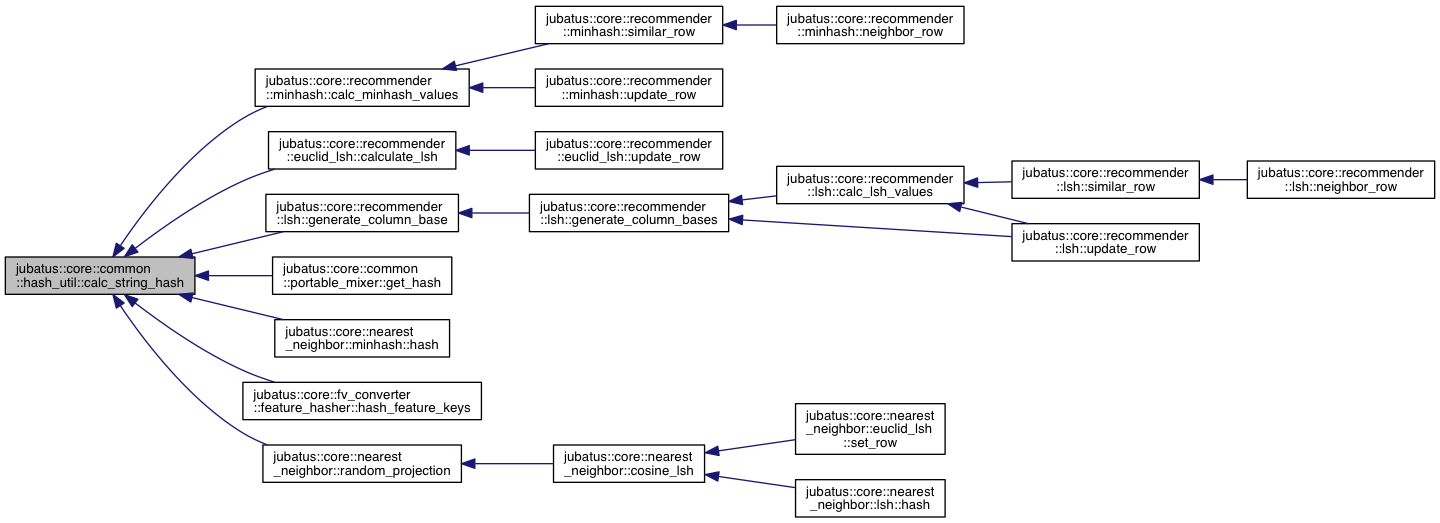 jubatus::core::recommender
::minhash::similar_row
jubatus::core::recommender
::minhash::neighbor_row
jubatus::core::recommender
::minhash::calc_minhash_values
jubatus::core::recommender
::minhash::update_row
jubatus::core::recommender
::euclid_lsh::calculate_lsh
jubatus::core::recommender
::euclid_lsh::update_row
jubatus::core::recommender
::lsh::calc_lsh_values
jubatus::core::recommender
::lsh::similar_row
jubatus::core::recommender
::lsh::neighbor_row
jubatus::core::recommender
::lsh::generate_column_base
jubatus::core::recommender
::lsh::generate_column_bases
jubatus::core::recommender
::lsh::update_row
jubatus::core::common
::hash_util::calc_string_hash
jubatus::core::common
::portable_mixer::get_hash
jubatus::core::nearest
_neighbor::minhash::hash
jubatus::core::fv_converter
::feature_hasher::hash_feature_keys
jubatus::core::nearest
_neighbor::euclid_lsh
::set_row
jubatus::core::nearest
_neighbor::random_projection
jubatus::core::nearest
_neighbor::cosine_lsh
jubatus::core::nearest
_neighbor::lsh::hash